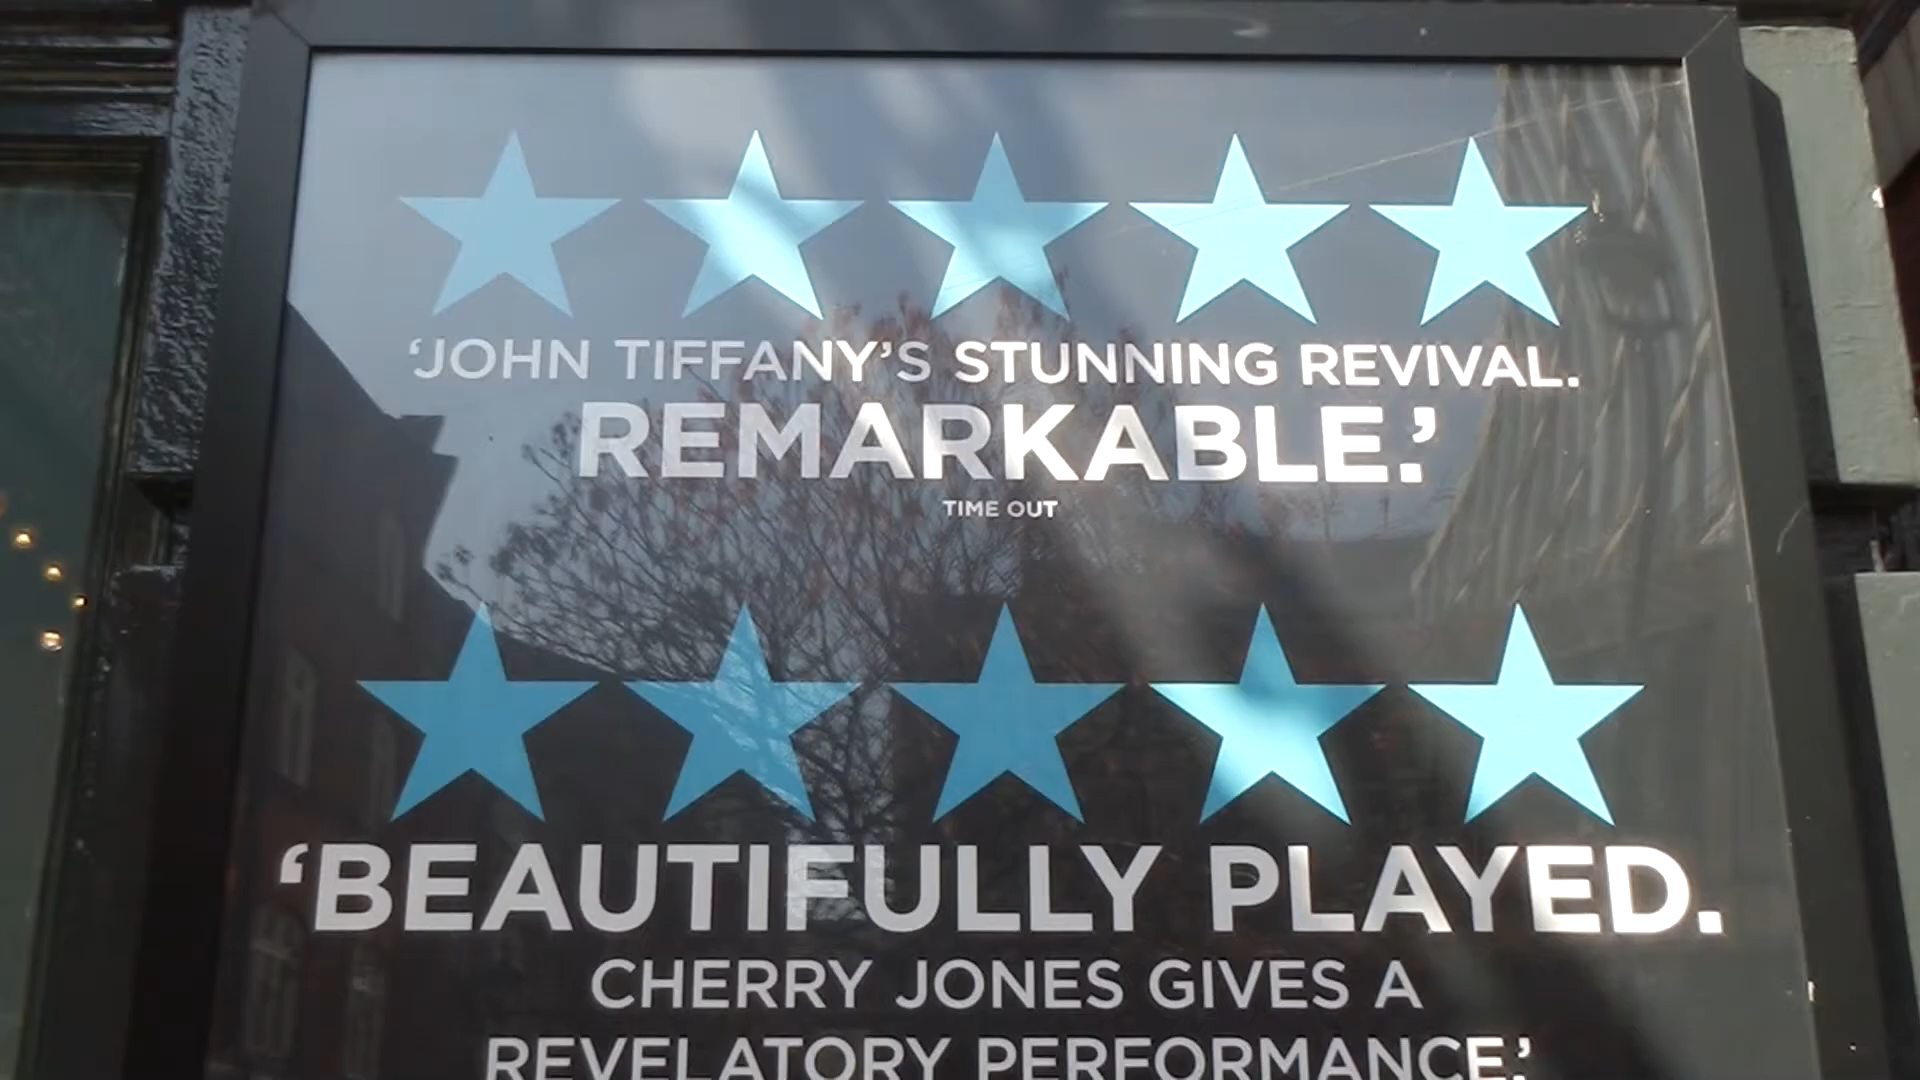 ‘JOHN TIFFANY’S STUNNING REVIVAL.
REMARKABLE.’
TIME OUT
‘BEAUTIFULLY PLAYED.
CHERRY JONES GIVES A
REVELATORY PERFORMANCE.’